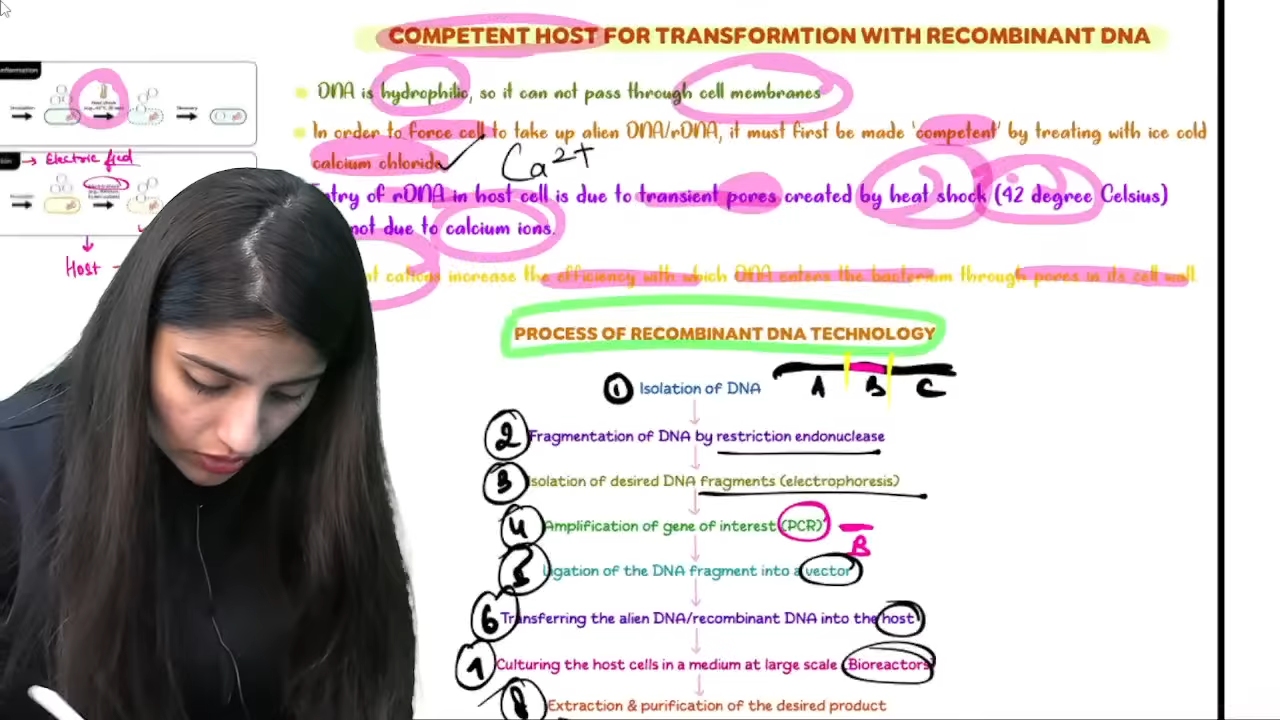 COMPETENT HOST FOR TRANSFORMTION WITH RECOMBINANT DNA
DNA is hydrophilic, so it can not pass through cell membranes
In order to force cell to take up alien DNA/rDNA, it must first be made 'competent' by treating with ice cold
calcium chloride
Ca2+
Entry of rDNA in host cell is due to transient pores created by heat shock (42 degree Celsius)
not due to calcium ions.
cations increase the efficiency with which DNA enters the bacterium through pores in its cell wall
Electric field
Host
PROCESS OF RECOMBINANT DNA TECHNOLOGY
1 Isolation of DNA
A B C
2 Fragmentation of DNA by restriction endonuclease
3 Isolation of desired DNA fragments (electrophoresis)
4 Amplification of gene of interest (PCR)
B
5 Ligation of the DNA fragment into a vector
6 Transferring the alien DNA/recombinant DNA into the host
7 Culturing the host cells in a medium at large scale (Bioreactors)
8 Extraction & purification of the desired product